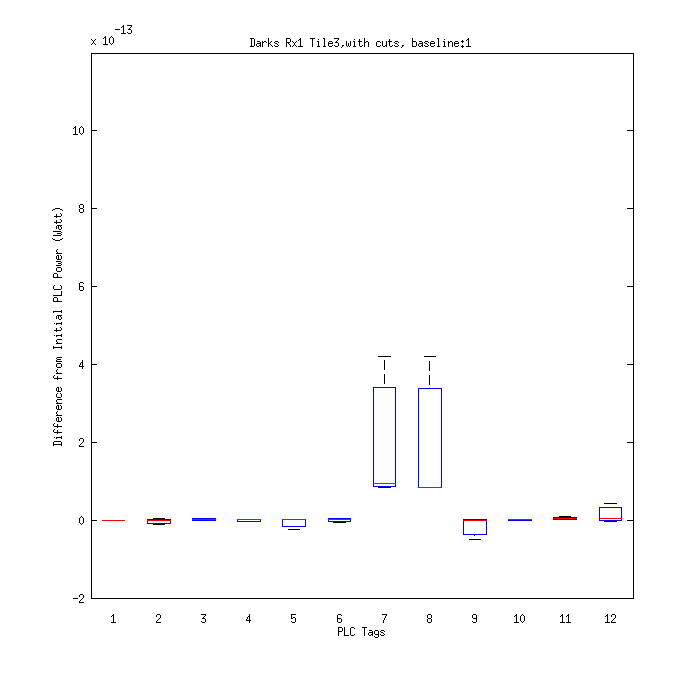 x 10 -13
Darks Rx1 Tile3,with cuts, baseline:1
10
8
6
4
2
0
-2
Difference from Initial PLC Power (Watt)
1 2 3 4 5 6 7 8 9 10 11 12
PLC Tags